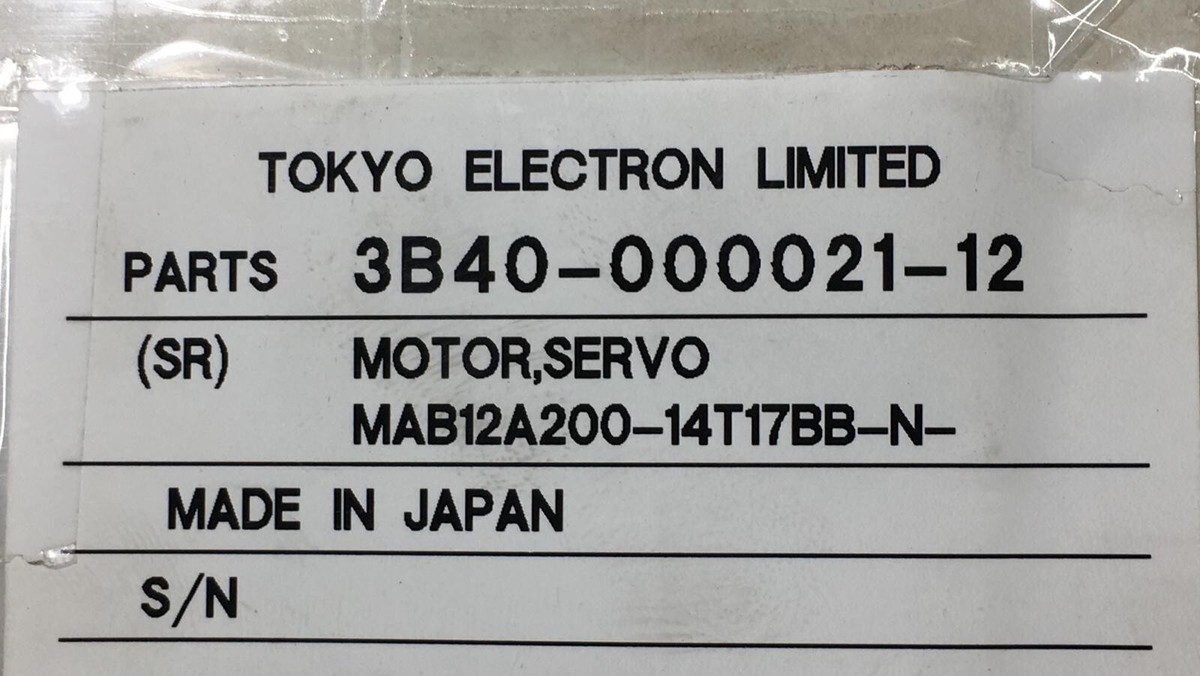 TOKYO ELECTRON LIMITED
PARTS 3B40-000021-12
(SR) MOTOR,SERVO
MAB12A200-14T17BB-N-
MADE IN JAPAN
S/N